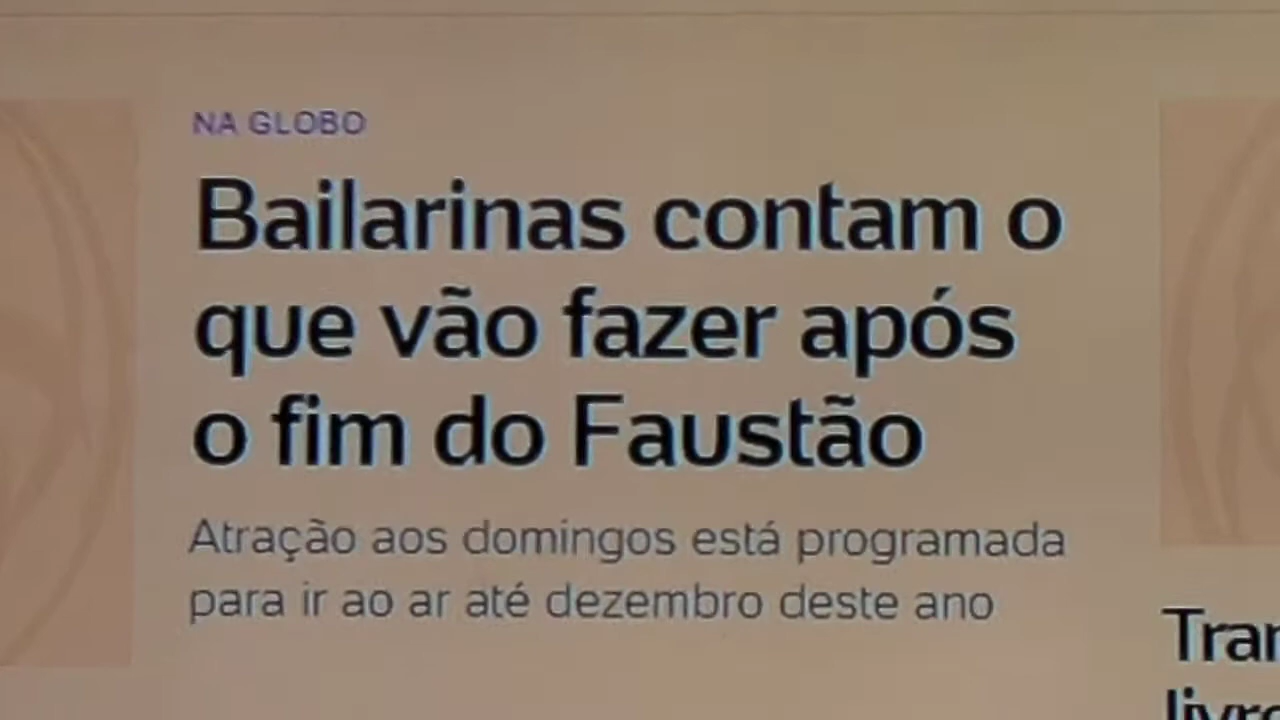 NA GLOBO
Bailarinas contam o
que vão fazer após
o fim do Faustão
Atração aos domingos está programada
para ir ao ar até dezembro deste ano